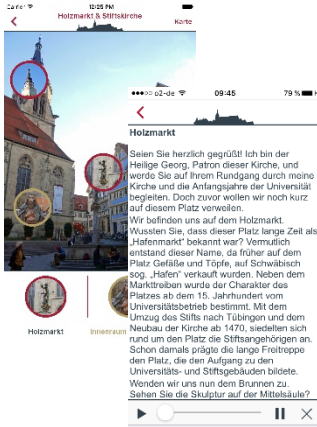 Carrier
12:25 PM
Holzmarkt & Stiftskirche
Karte
Holzmarkt
Innenraum
o2-de
09:45
79 %
Holzmarkt
Seien Sie herzlich gegrüßt! Ich bin der
Heilige Georg, Patron dieser Kirche, und
werde Sie auf Ihrem Rundgang durch meine
Kirche und die Anfangsjahre der Universität
begleiten. Doch zuvor wollen wir noch kurz
auf diesem Platz verweilen.
Wir befinden uns auf dem Holzmarkt.
Wussten Sie, dass dieser Platz lange Zeit als
„Hafenmarkt“ bekannt war? Vermutlich
entstand dieser Name, da früher auf dem
Platz Gefäße und Töpfe, auf Schwäbisch
sog. „Hafen“ verkauft wurden. Neben dem
Markttreiben wurde der Charakter des
Platzes ab dem 15. Jahrhundert vom
Universitätsbetrieb bestimmt. Mit dem
Umzug des Stifts nach Tübingen und dem
Neubau der Kirche ab 1470, siedelten sich
rund um den Platz die Stiftsangehörigen an.
Schon damals prägte die lange Freitreppe
den Platz, die den Aufgang zu den
Universitäts- und Stiftsgebäuden bildete.
Wenden wir uns nun dem Brunnen zu.
Sehen Sie die Skulptur auf der Mittelsäule?